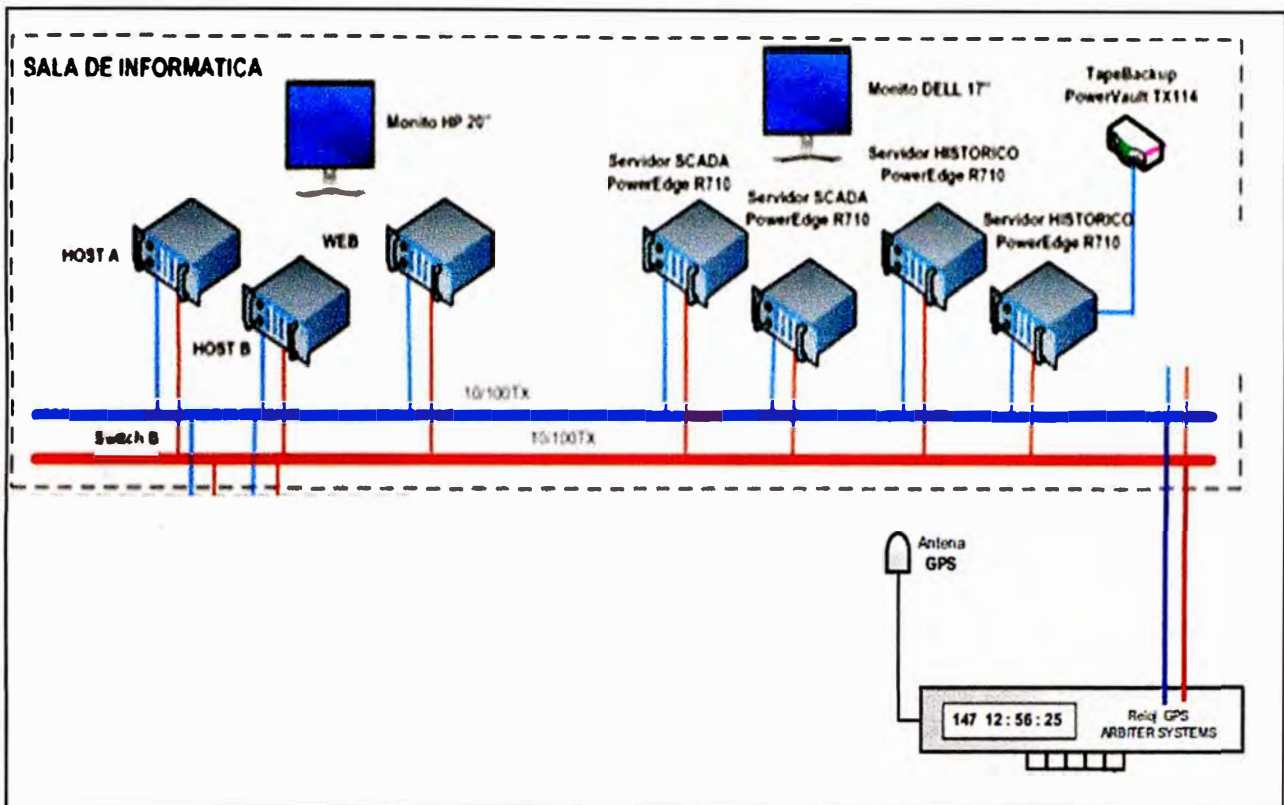 SALA DE INFORMATICA
Monito HP 20"
Monito DELL 17"
TapeBackup
PowerVault TX114
Servidor SCADA
PowerEdge R710
Servidor HISTORICO
PowerEdge R710
Servidor SCADA
PowerEdge R710
Servidor HISTORICO
PowerEdge R710
HOST A
WEB
HOST B
10/100TX
Switch B
10/100TX
Antena
GPS
147 12:56:25
Reloj GPS
ARBITER SYSTEMS